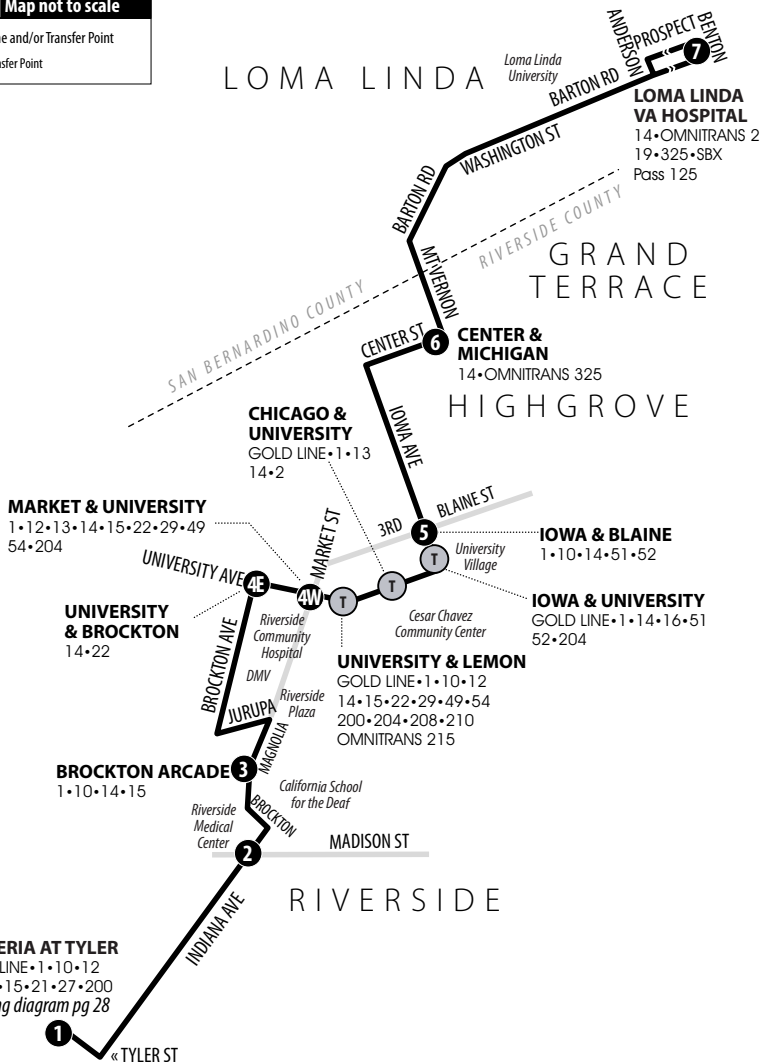 Map not to scale
and/or Transfer Point
Point
LOMA LINDA
Loma Linda
University
ANDERSON
PROSPECT
BENTON
7
BARTON RD
LOMA LINDA
VA HOSPITAL
14•OMNITRANS 2
19•325•SBX
Pass 125
WASHINGTON ST
BARTON RD
SAN BERNARDINO COUNTY
RIVERSIDE COUNTY
MT VERNON
GRAND
TERRACE
CENTER ST
6
CENTER &
MICHIGAN
14•OMNITRANS 325
HIGHGROVE
IOWA AVE
CHICAGO &
UNIVERSITY
GOLD LINE•1•13
14•2
MARKET & UNIVERSITY
1•12•13•14•15•22•29•49
54•204
MARKET ST
3RD
BLAINE ST
5
IOWA & BLAINE
1•10•14•51•52
T
University
Village
IOWA & UNIVERSITY
GOLD LINE•1•14•16•51
52•204
UNIVERSITY AVE
4E
4W
T
T
UNIVERSITY
& BROCKTON
14•22
Cesar Chavez
Community Center
Riverside
Community
Hospital
UNIVERSITY & LEMON
GOLD LINE•1•10•12
14•15•22•29•49•54
200•204•208•210
OMNITRANS 215
BROCKTON AVE
DMV
Riverside
Plaza
JURUPA
MAGNOLIA
BROCKTON ARCADE
1•10•14•15
3
California School
for the Deaf
BROCKTON
Riverside
Medical
Center
2
MADISON ST
RIVERSIDE
INDIANA AVE
AT TYLER
LINE•1•10•12
15•21•27•200
diagram pg 28
1
« TYLER ST